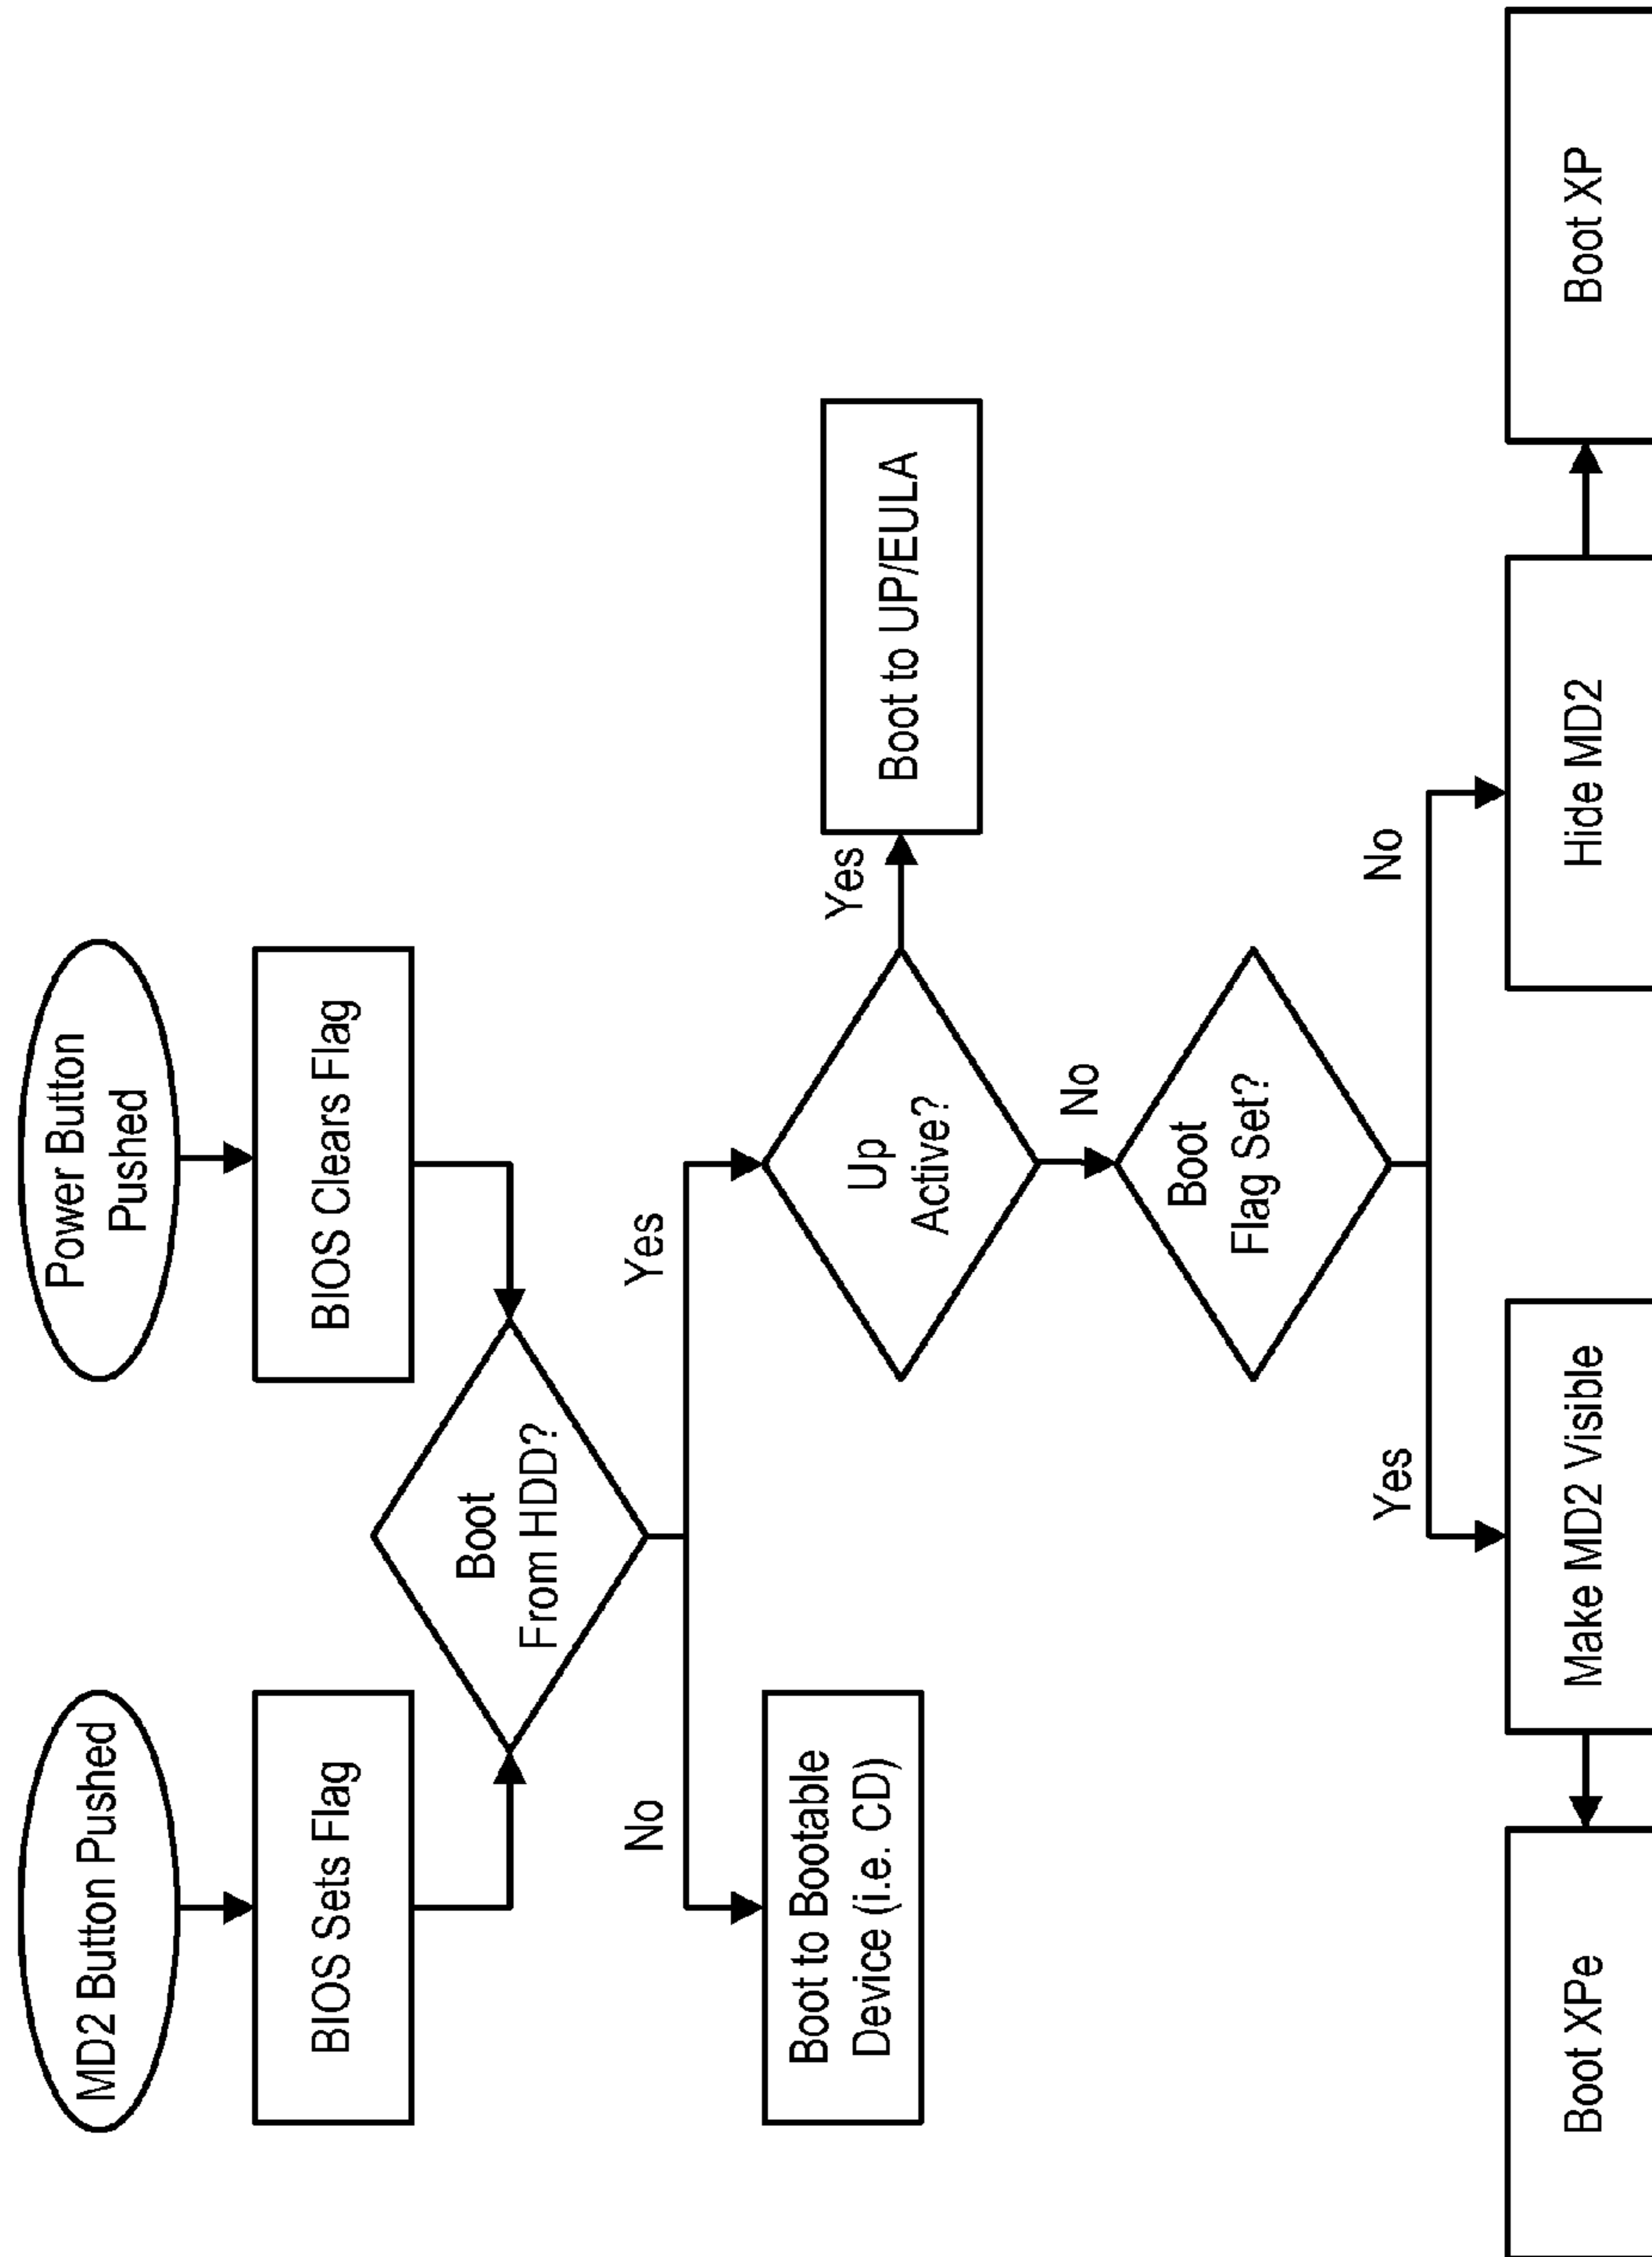 MD2 Button Pushed
Power Button
Pushed
BIOS Sets Flag
BIOS Clears Flag
Boot
From HDD?
No
Yes
Boot to Bootable
Device (i.e. CD)
Up
Active?
Yes
Boot to UP/EULA
No
Boot
Flag Set?
Yes
No
Boot XPe
Make MD2 Visible
Hide MD2
Boot XP